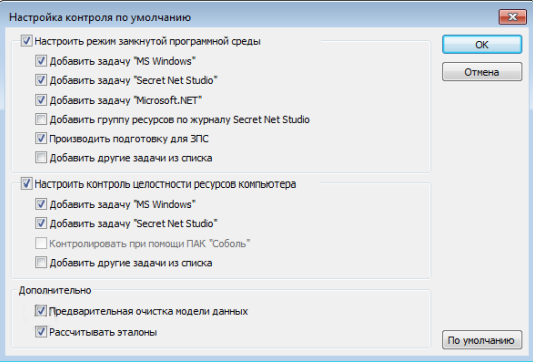 Настройка контроля по умолчанию
Настроить режим замкнутой программной среды
OK
Добавить задачу "MS Windows"
Отмена
Добавить задачу "Secret Net Studio"
Добавить задачу "Microsoft.NET"
Добавить группу ресурсов по журналу Secret Net Studio
Производить подготовку для ЗПС
Добавить другие задачи из списка
Настроить контроль целостности ресурсов компьютера
Добавить задачу "MS Windows"
Добавить задачу "Secret Net Studio"
Контролировать при помощи ПАК "Соболь"
Добавить другие задачи из списка
Дополнительно
Предварительная очистка модели данных
Рассчитывать эталоны
По умолчанию